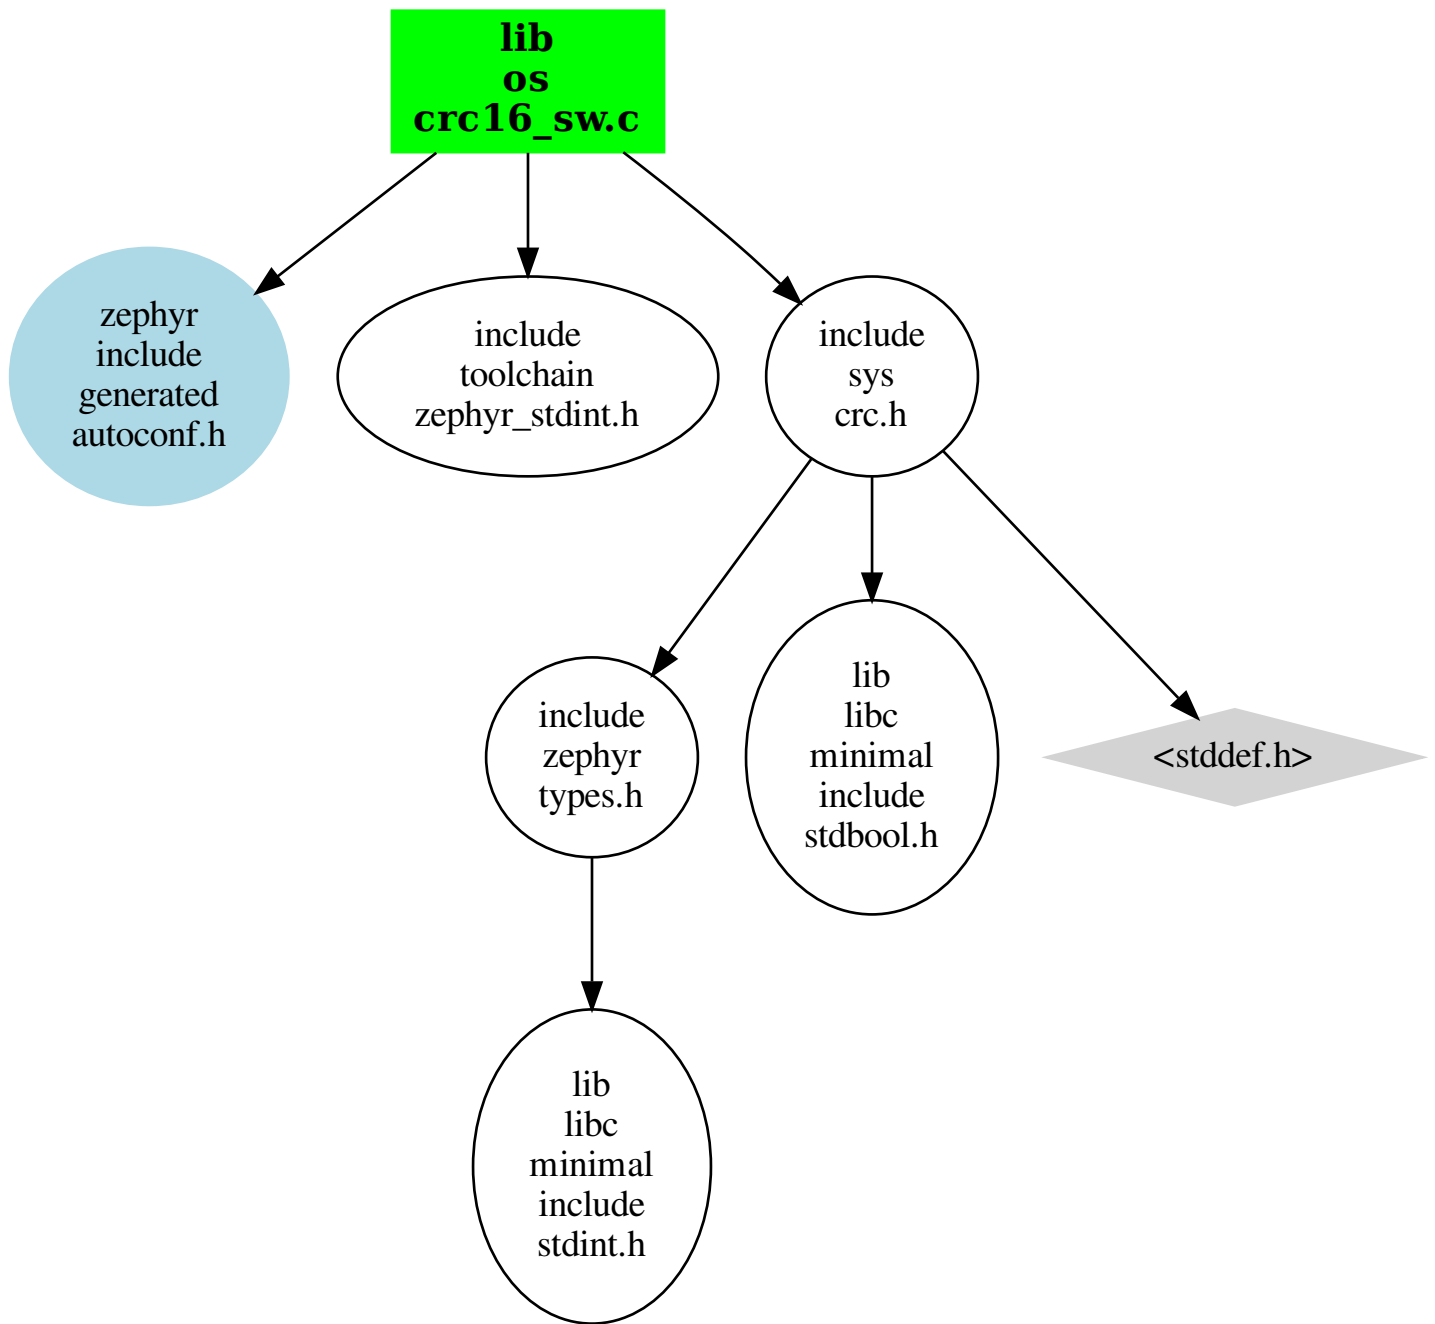 lib
os
crc16_sw.c
zephyr
include
generated
autoconf.h
include
toolchain
zephyr_stdint.h
include
sys
crc.h
include
zephyr
types.h
lib
libc
minimal
include
stdbool.h
<stddef.h>
lib
libc
minimal
include
stdint.h